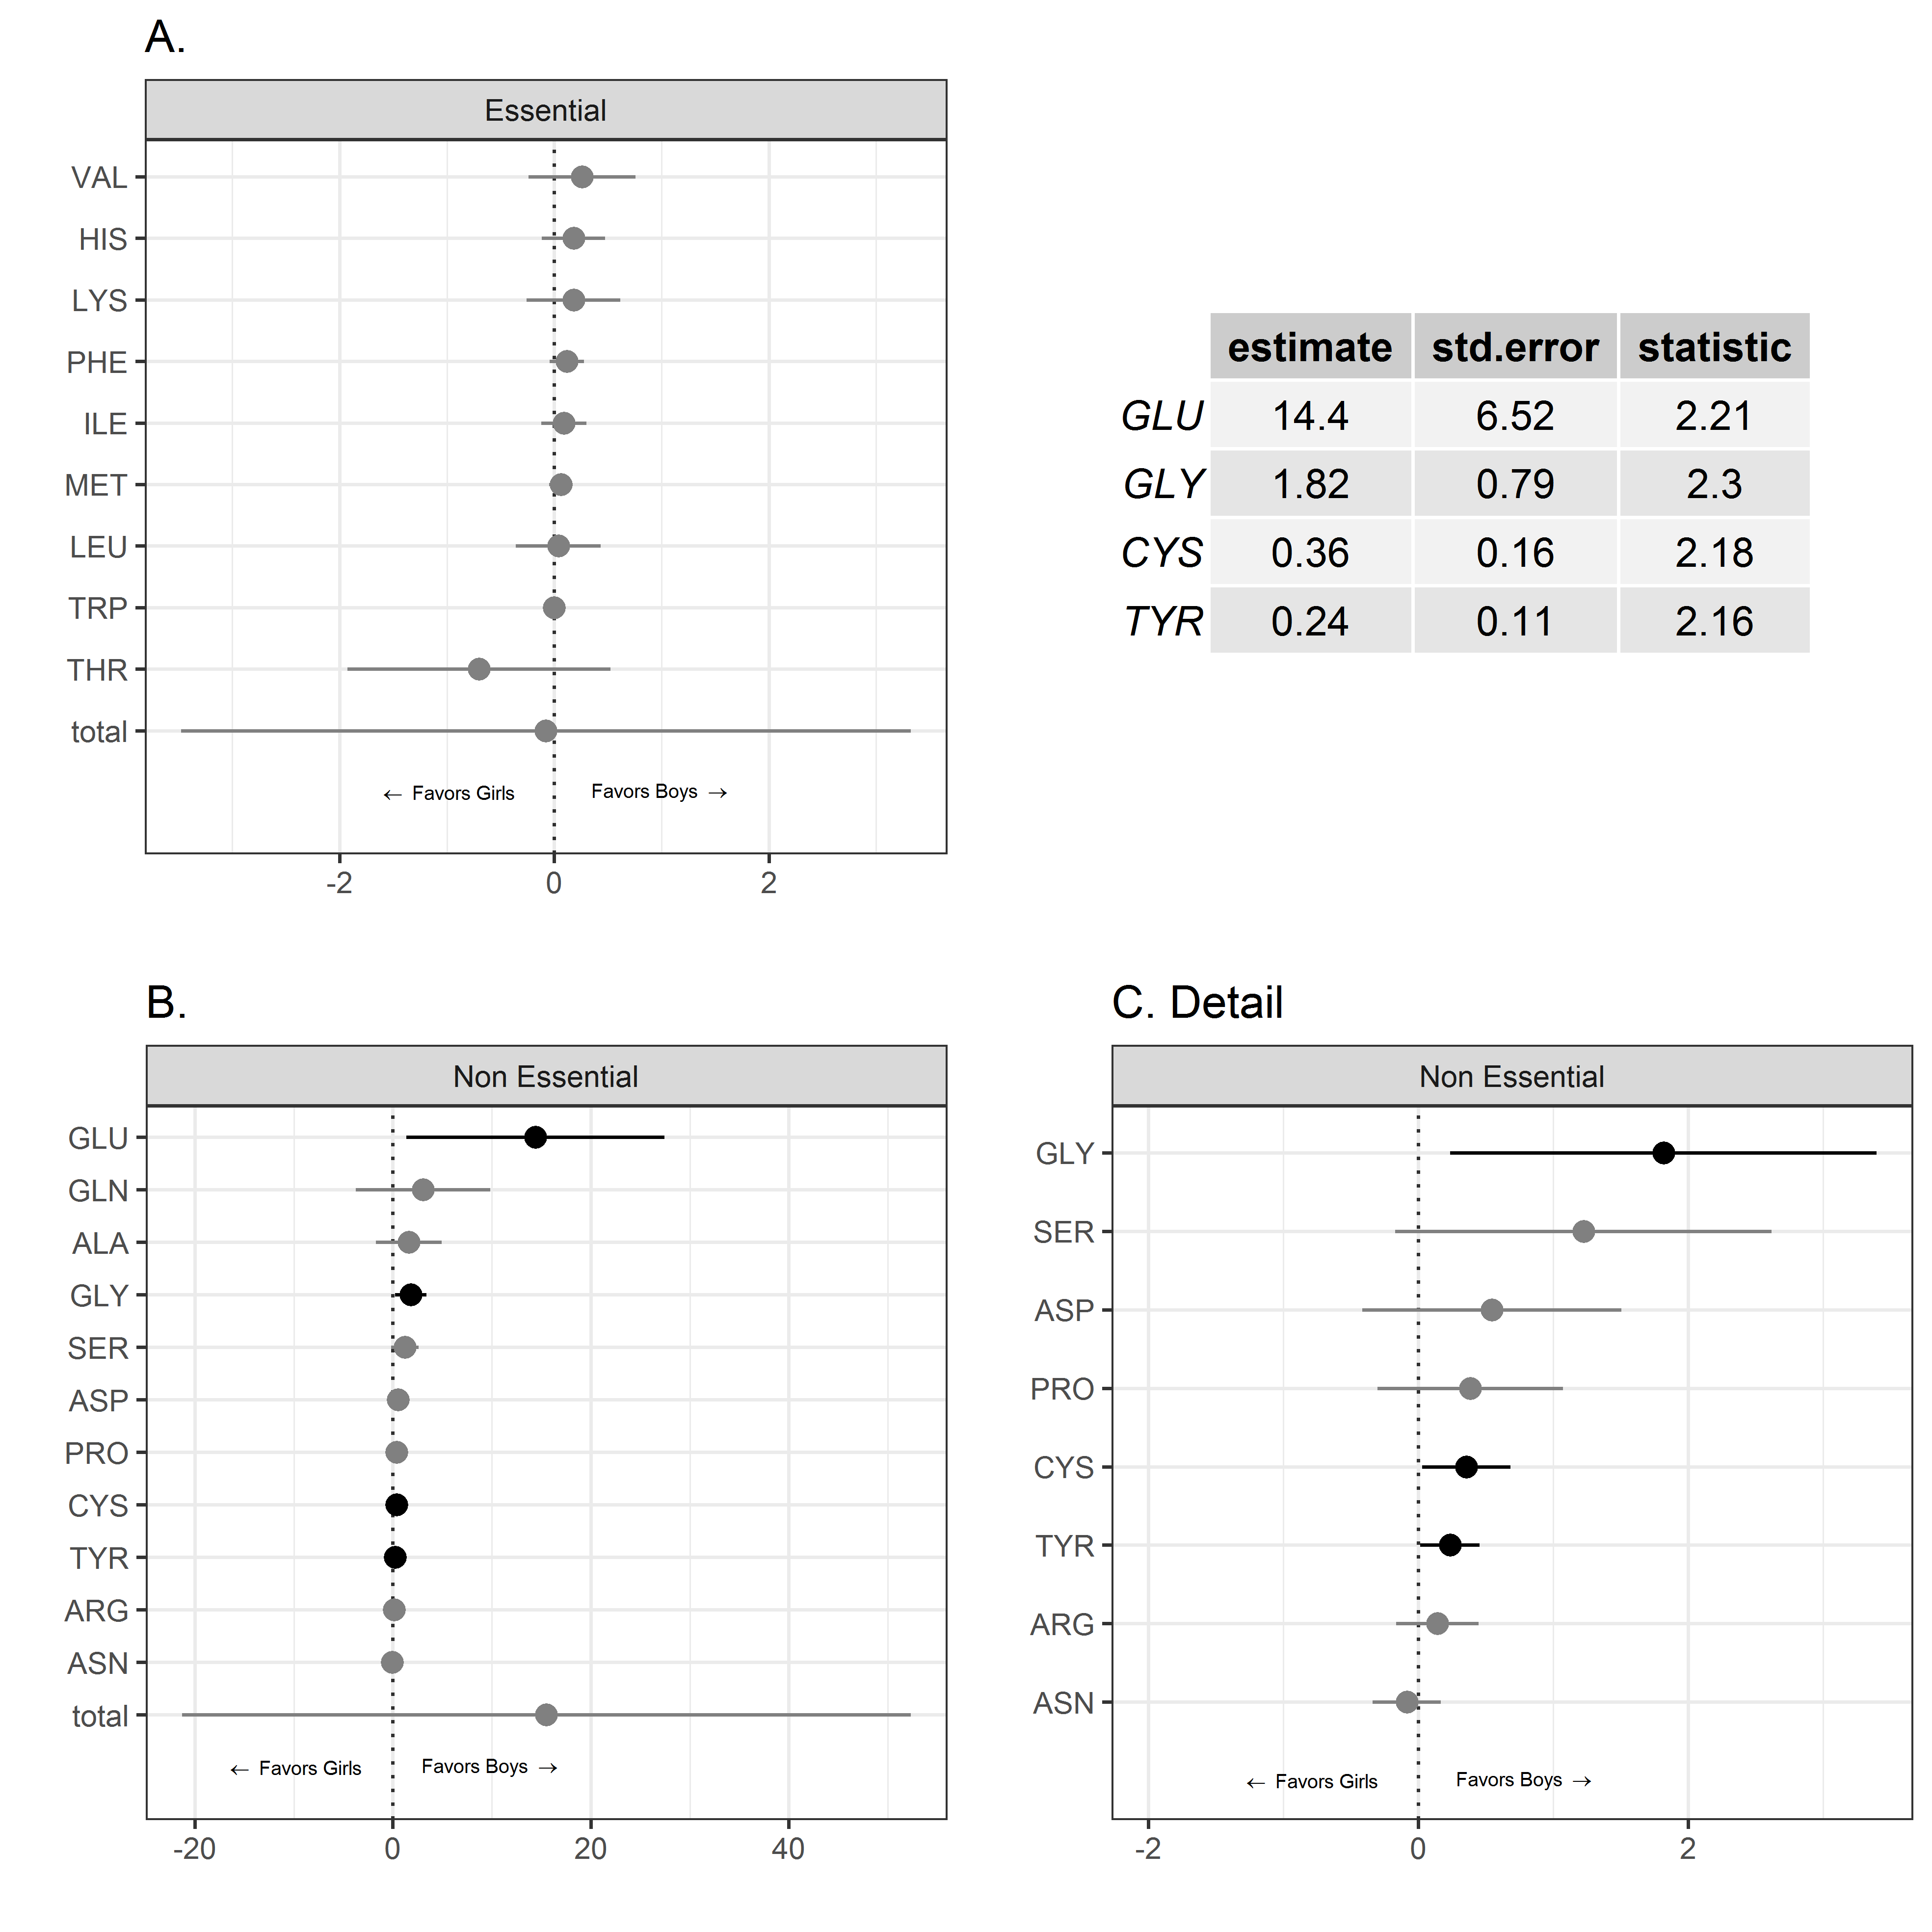 A.
Essential
VAL
HIS
LYS
PHE
ILE
MET
LEU
TRP
THR
total
← Favors Girls Favors Boys →
-2 0 2
estimate std.error statistic
GLU 14.4 6.52 2.21
GLY 1.82 0.79 2.3
CYS 0.36 0.16 2.18
TYR 0.24 0.11 2.16
B.
Non Essential
GLU
GLN
ALA
GLY
SER
ASP
PRO
CYS
TYR
ARG
ASN
total
← Favors Girls Favors Boys →
-20 0 20 40
C. Detail
Non Essential
GLY
SER
ASP
PRO
CYS
TYR
ARG
ASN
← Favors Girls Favors Boys →
-2 0 2